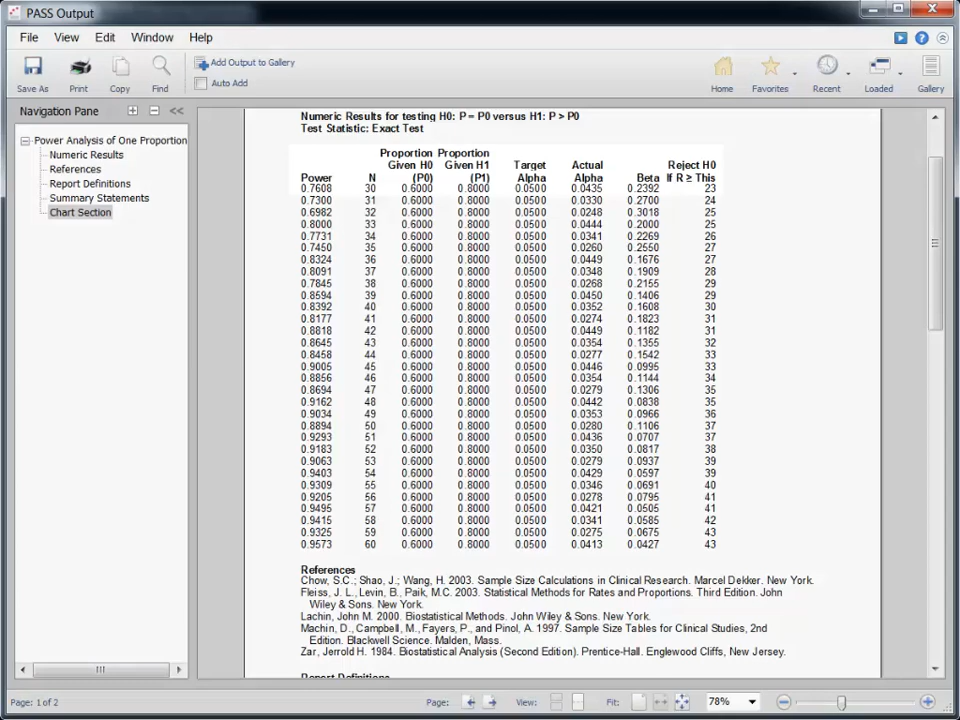 PASS Output
File View Edit Window Help
Save As Print Copy Find Add Output to Gallery Auto Add Home Favorites Recent Loaded Gallery
Navigation Pane <<
Power Analysis of One Proportion
Numeric Results
References
Report Definitions
Summary Statements
Chart Section
Numeric Results for testing H0: P = P0 versus H1: P > P0
Test Statistic: Exact Test
Proportion Proportion
Given H0 Given H1 Target Actual Reject H0
Power N (P0) (P1) Alpha Alpha Beta If R ≥ This
0.7608 30 0.6000 0.8000 0.0500 0.0435 0.2392 23
0.7300 31 0.6000 0.8000 0.0500 0.0330 0.2700 24
0.6982 32 0.6000 0.8000 0.0500 0.0248 0.3018 25
0.8000 33 0.6000 0.8000 0.0500 0.0444 0.2000 25
0.7731 34 0.6000 0.8000 0.0500 0.0341 0.2269 26
0.7450 35 0.6000 0.8000 0.0500 0.0260 0.2550 27
0.8324 36 0.6000 0.8000 0.0500 0.0449 0.1676 27
0.8091 37 0.6000 0.8000 0.0500 0.0348 0.1909 28
0.7845 38 0.6000 0.8000 0.0500 0.0268 0.2155 29
0.8594 39 0.6000 0.8000 0.0500 0.0450 0.1406 29
0.8392 40 0.6000 0.8000 0.0500 0.0352 0.1608 30
0.8177 41 0.6000 0.8000 0.0500 0.0274 0.1823 31
0.8818 42 0.6000 0.8000 0.0500 0.0449 0.1182 31
0.8645 43 0.6000 0.8000 0.0500 0.0354 0.1355 32
0.8458 44 0.6000 0.8000 0.0500 0.0277 0.1542 33
0.9005 45 0.6000 0.8000 0.0500 0.0446 0.0995 33
0.8856 46 0.6000 0.8000 0.0500 0.0354 0.1144 34
0.8694 47 0.6000 0.8000 0.0500 0.0279 0.1306 35
0.9162 48 0.6000 0.8000 0.0500 0.0442 0.0838 35
0.9034 49 0.6000 0.8000 0.0500 0.0353 0.0966 36
0.8894 50 0.6000 0.8000 0.0500 0.0280 0.1106 37
0.9293 51 0.6000 0.8000 0.0500 0.0436 0.0707 37
0.9183 52 0.6000 0.8000 0.0500 0.0350 0.0817 38
0.9063 53 0.6000 0.8000 0.0500 0.0279 0.0937 39
0.9403 54 0.6000 0.8000 0.0500 0.0429 0.0597 39
0.9309 55 0.6000 0.8000 0.0500 0.0346 0.0691 40
0.9205 56 0.6000 0.8000 0.0500 0.0278 0.0795 41
0.9495 57 0.6000 0.8000 0.0500 0.0421 0.0505 41
0.9415 58 0.6000 0.8000 0.0500 0.0341 0.0585 42
0.9325 59 0.6000 0.8000 0.0500 0.0275 0.0675 43
0.9573 60 0.6000 0.8000 0.0500 0.0413 0.0427 43
References
Chow, S.C.; Shao, J.; Wang, H. 2003. Sample Size Calculations in Clinical Research. Marcel Dekker. New York.
Fleiss, J. L., Levin, B., Paik, M.C. 2003. Statistical Methods for Rates and Proportions. Third Edition. John
Wiley & Sons. New York.
Lachin, John M. 2000. Biostatistical Methods. John Wiley & Sons. New York.
Machin, D., Campbell, M., Fayers, P., and Pinol, A. 1997. Sample Size Tables for Clinical Studies, 2nd
Edition. Blackwell Science. Malden, Mass.
Zar, Jerrold H. 1984. Biostatistical Analysis (Second Edition). Prentice-Hall. Englewood Cliffs, New Jersey.
Report Definitions
Page: 1 of 2 Page: View: Fit: 78%